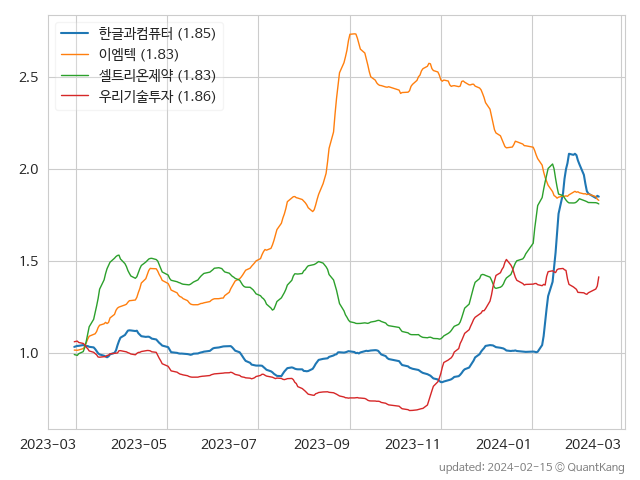 한글과컴퓨터 (1.85)
이엠텍 (1.83)
셀트리온제약 (1.83)
우리기술투자 (1.86)
2.5
2.0
1.5
1.0
2023-03 2023-05 2023-07 2023-09 2023-11 2024-01 2024-03
updated: 2024-02-15 © QuantKang